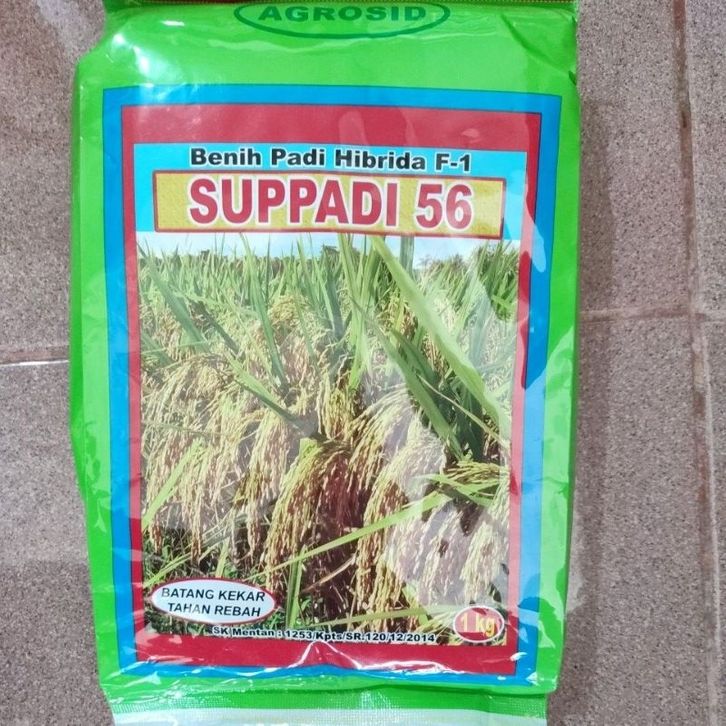 AGROSID
Benih Padi Hibrida F-1
SUPPADI 56
BATANG KEKAR
TAHAN REBAH
SK Mentan : 1253/Kpts/SR.120/12/2014
1 kg